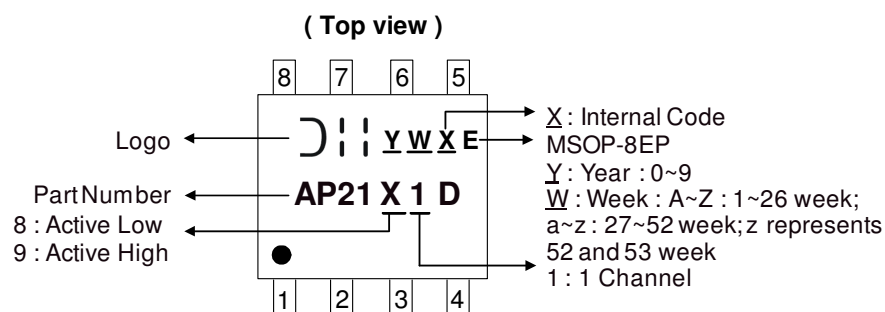 ( Top view )
8 7 6 5
Logo
Y W X E
X : Internal Code
MSOP-8EP
Y : Year : 0~9
W : Week : A~Z : 1~26 week;
a~z : 27~52 week; z represents
52 and 53 week
1 : 1 Channel
Part Number
AP21 X 1 D
8 : Active Low
9 : Active High
1 2 3 4